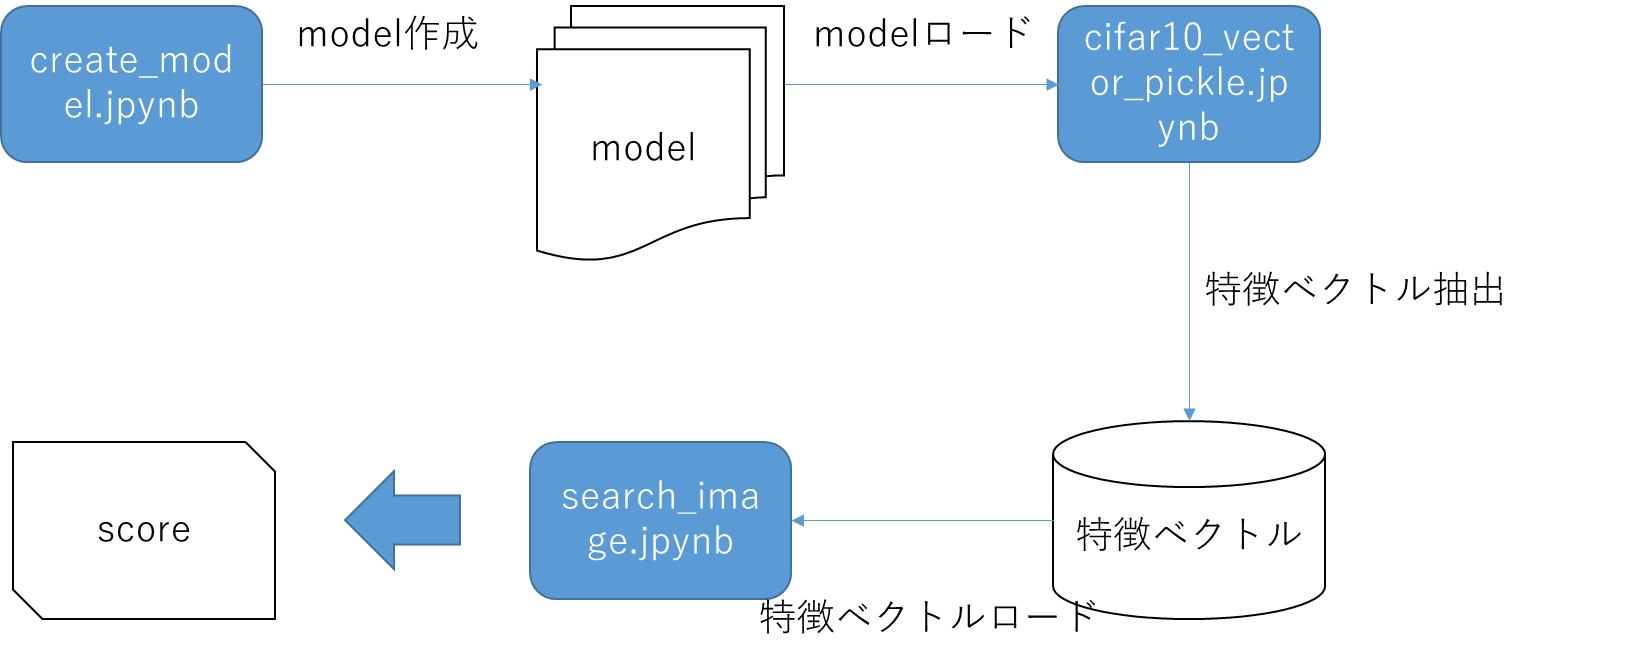 create_mod
el.jpynb
model作成
model
modelロード
cifar10_vect
or_pickle.jp
ynb
特徴ベクトル抽出
特徴ベクトル
特徴ベクトルロード
search_ima
ge.jpynb
score